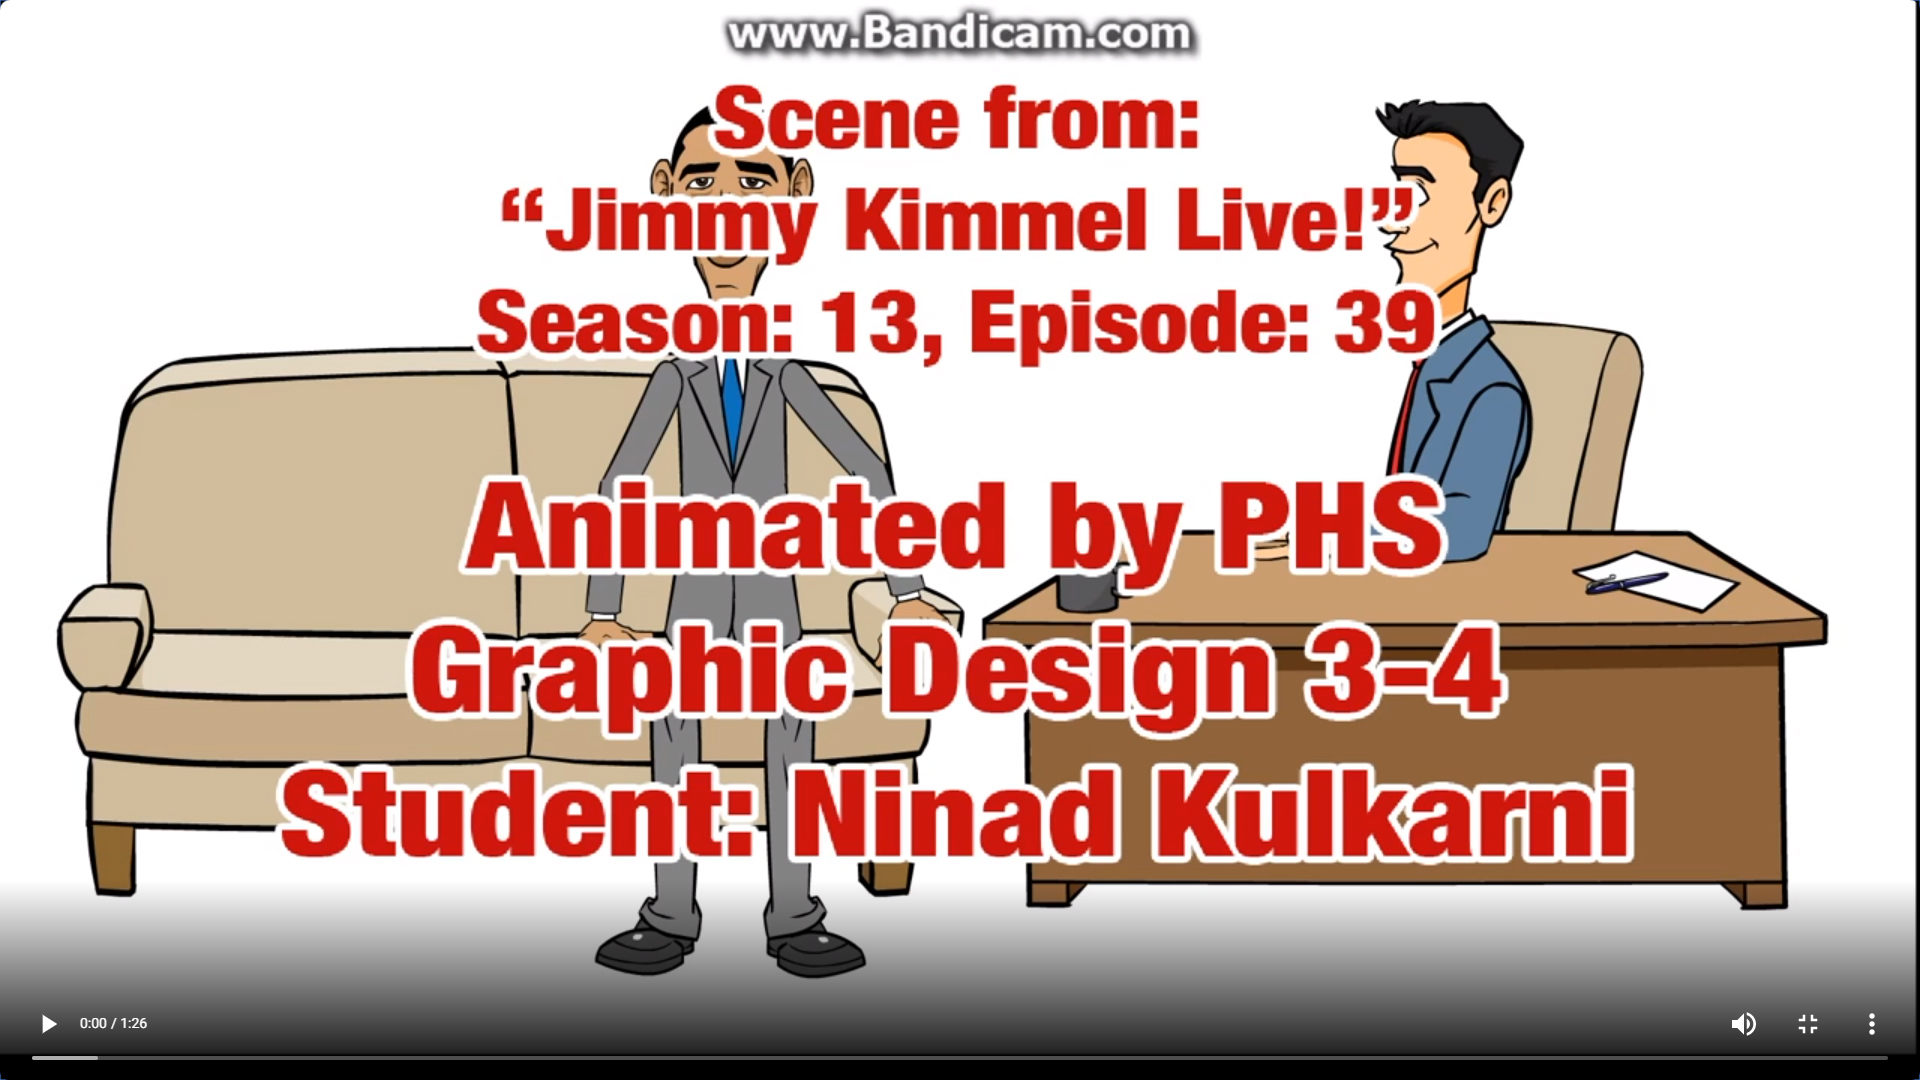 www.Bandicam.com
Scene from:
“Jimmy Kimmel Live!”
Season: 13, Episode: 39
Animated by PHS
Graphic Design 3-4
Student: Ninad Kulkarni
0:00 / 1:26